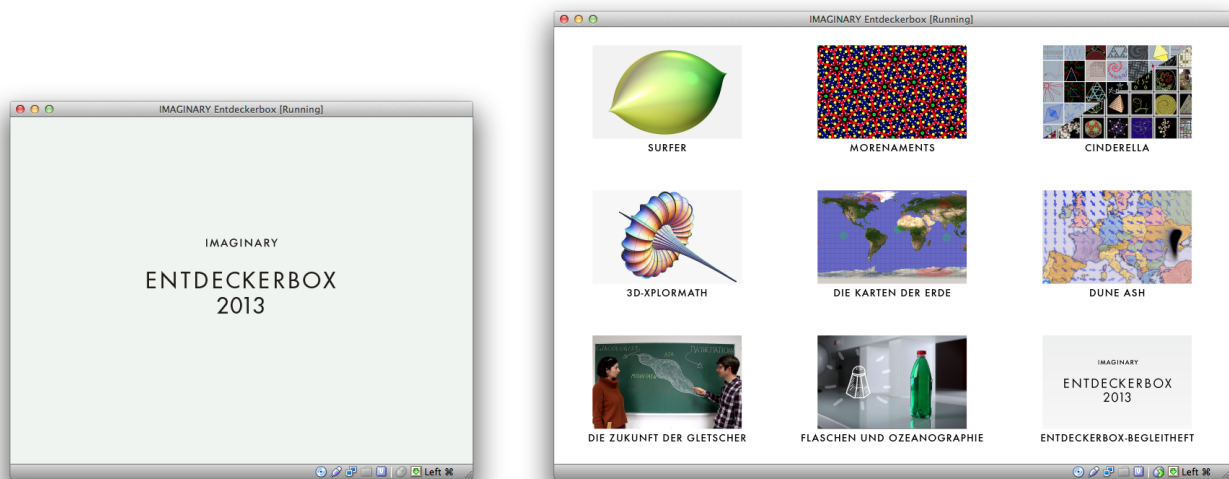 IMAGINARY Entdeckerbox [Running]
IMAGINARY
ENTDECKERBOX
2013
Left ⌘
IMAGINARY Entdeckerbox [Running]
SURFER
MORENAMENTS
CINDERELLA
3D-XPLORMATH
DIE KARTEN DER ERDE
DUNE ASH
DIE ZUKUNFT DER GLETSCHER
FLASCHEN UND OZEANOGRAPHIE
IMAGINARY
ENTDECKERBOX
2013
ENTDECKERBOX-BEGLEITHEFT
Left ⌘